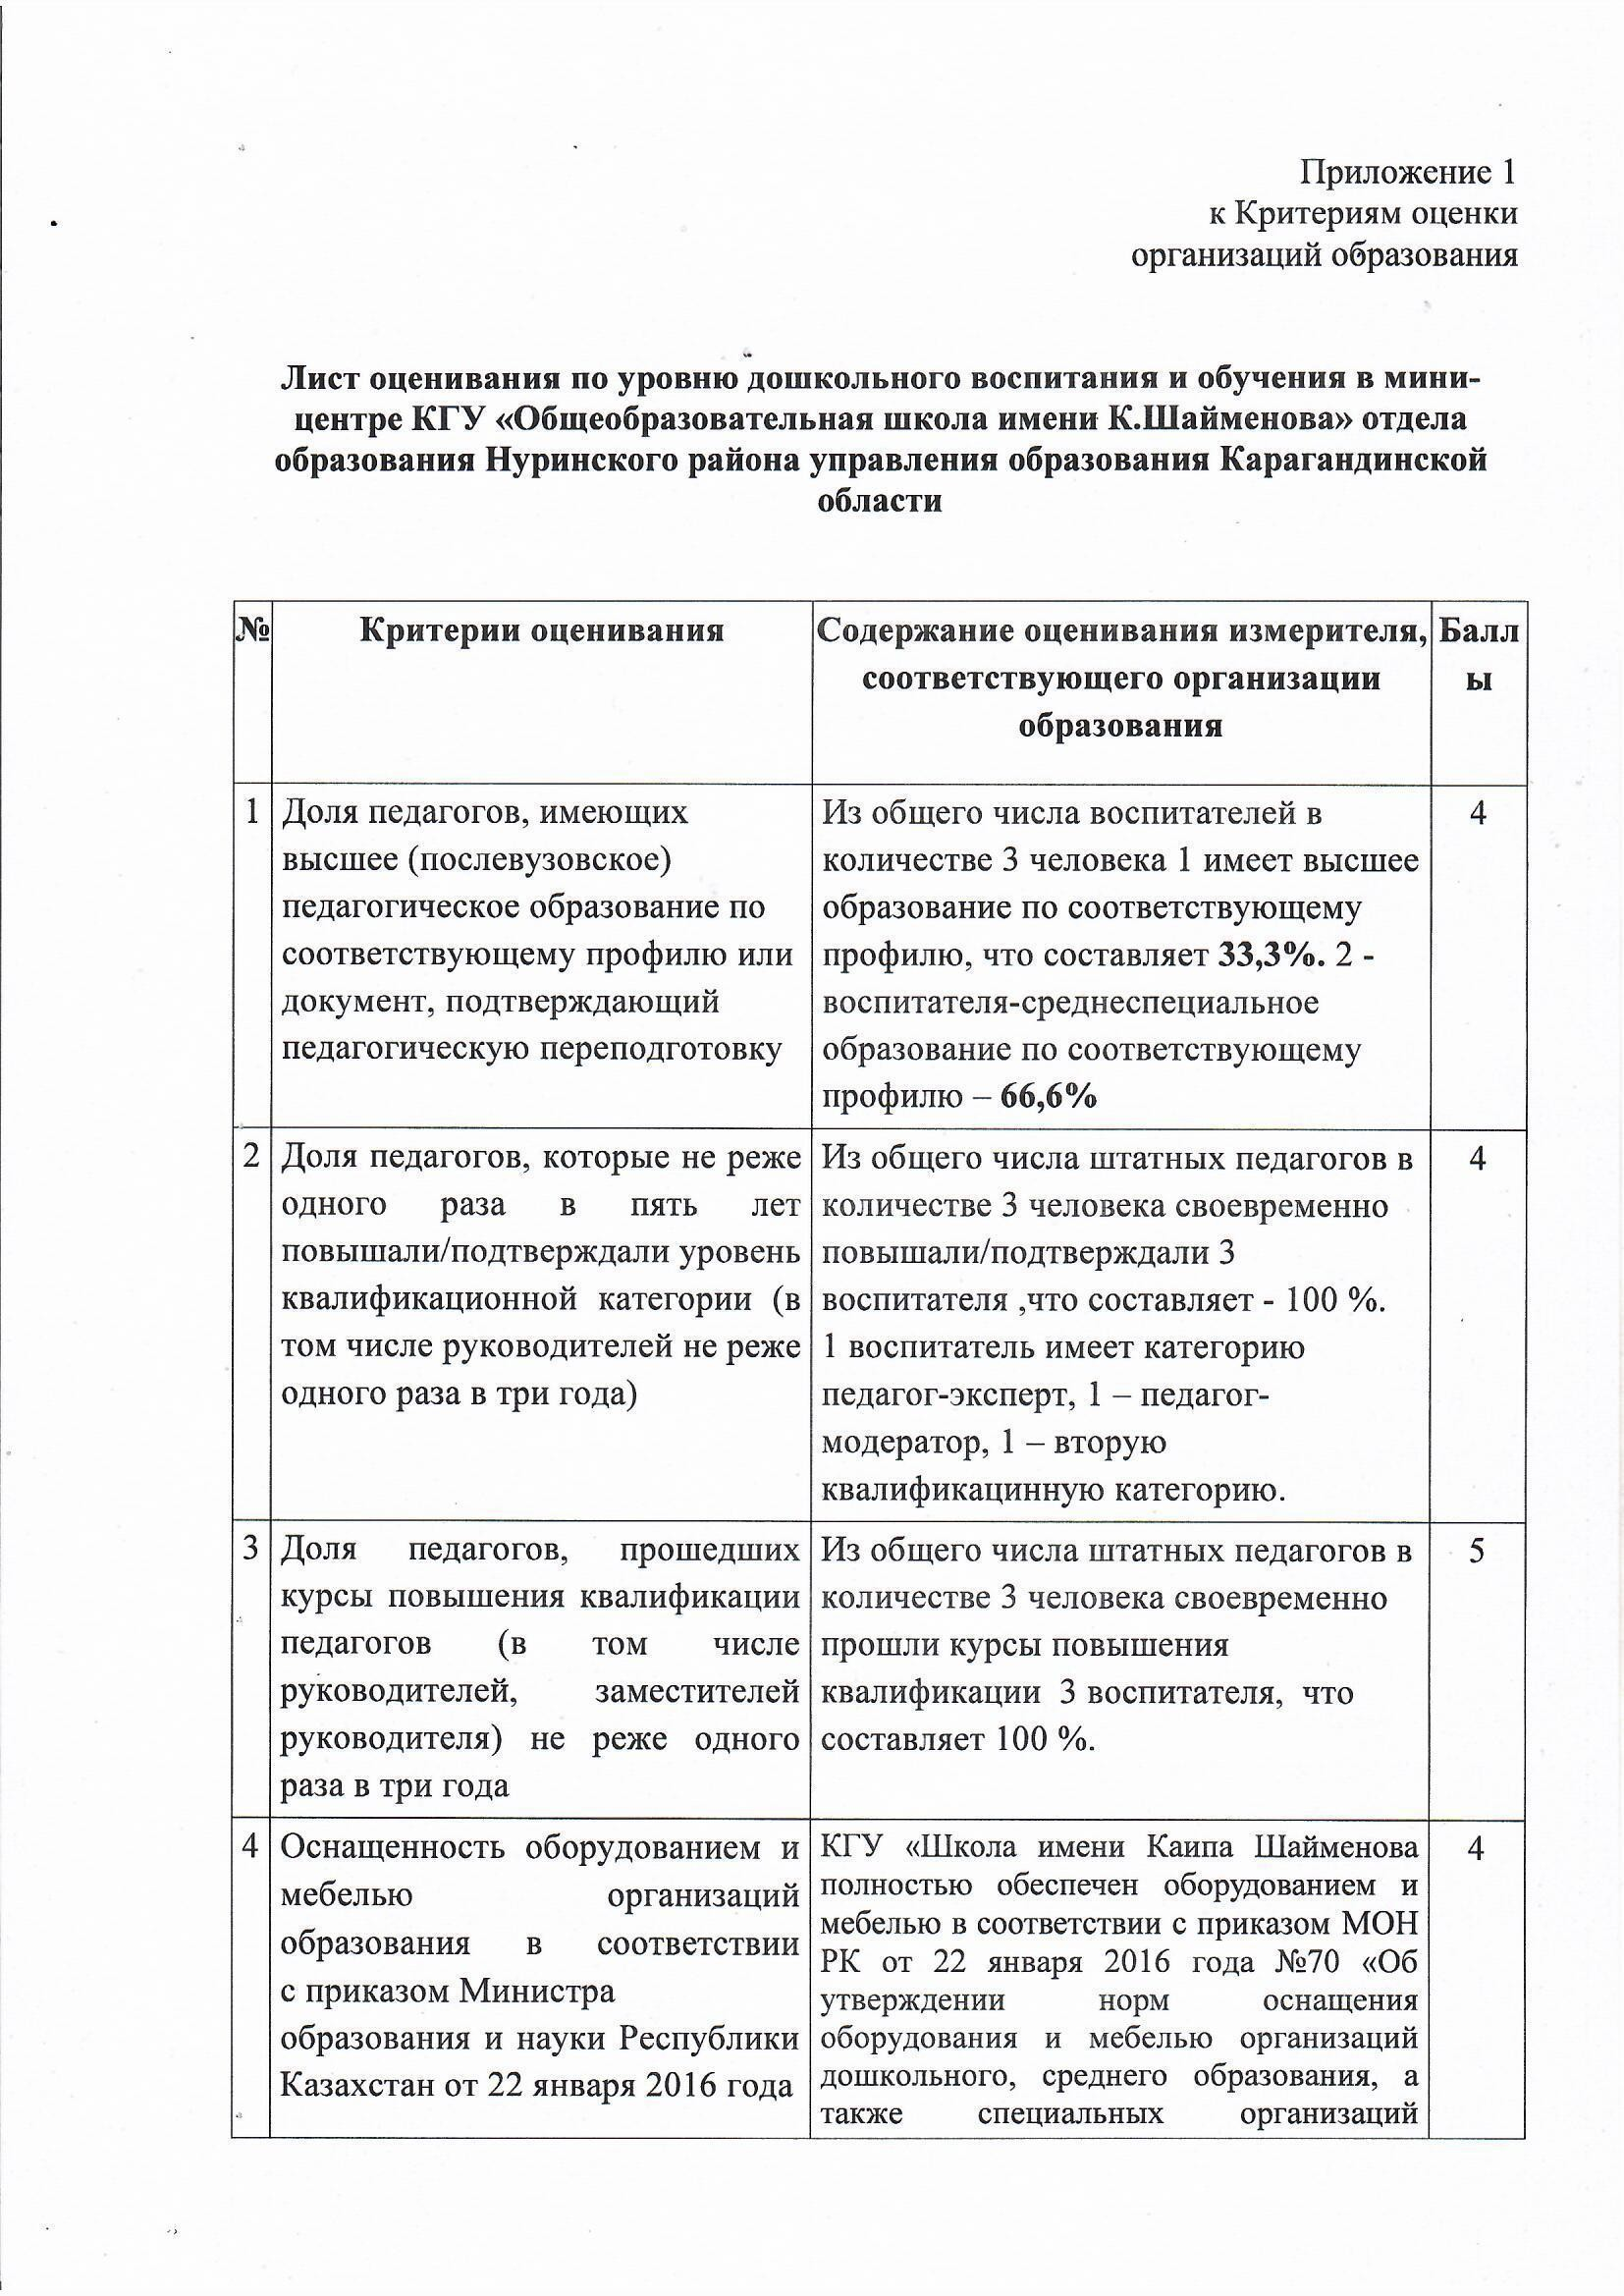 Приложение 1
к Критериям оценки
организаций образования
Лист оценивания по уровню дошкольного воспитания и обучения в мини-
центре КГУ «Общеобразовательная школа имени К.Шайменова» отдела
образования Нуринского района управления образования Карагандинской
области
№
Критерии оценивания
Содержание оценивания измерителя,
соответствующего организации
образования
Балл
ы
1
Доля педагогов, имеющих
высшее (послевузовское)
педагогическое образование по
соответствующему профилю или
документ, подтверждающий
педагогическую переподготовку
Из общего числа воспитателей в
количестве 3 человека 1 имеет высшее
образование по соответствующему
профилю, что составляет 33,3%. 2 -
воспитателя-среднеспециальное
образование по соответствующему
профилю – 66,6%
4
2
Доля педагогов, которые не реже
одного раза в пять лет
повышали/подтверждали уровень
квалификационной категории (в
том числе руководителей не реже
одного раза в три года)
Из общего числа штатных педагогов в
количестве 3 человека своевременно
повышали/подтверждали 3
воспитателя ,что составляет - 100 %.
1 воспитатель имеет категорию
педагог-эксперт, 1 – педагог-
модератор, 1 – вторую
квалификацинную категорию.
4
3
Доля педагогов, прошедших
курсы повышения квалификации
педагогов (в том числе
руководителей, заместителей
руководителя) не реже одного
раза в три года
Из общего числа штатных педагогов в
количестве 3 человека своевременно
прошли курсы повышения
квалификации 3 воспитателя, что
составляет 100 %.
5
4
Оснащенность оборудованием и
мебелью организаций
образования в соответствии
с приказом Министра
образования и науки Республики
Казахстан от 22 января 2016 года
КГУ «Школа имени Каипа Шайменова
полностью обеспечен оборудованием и
мебелью в соответствии с приказом МОН
РК от 22 января 2016 года №70 «Об
утверждении норм оснащения
оборудования и мебелью организаций
дошкольного, среднего образования, а
также специальных организаций
4